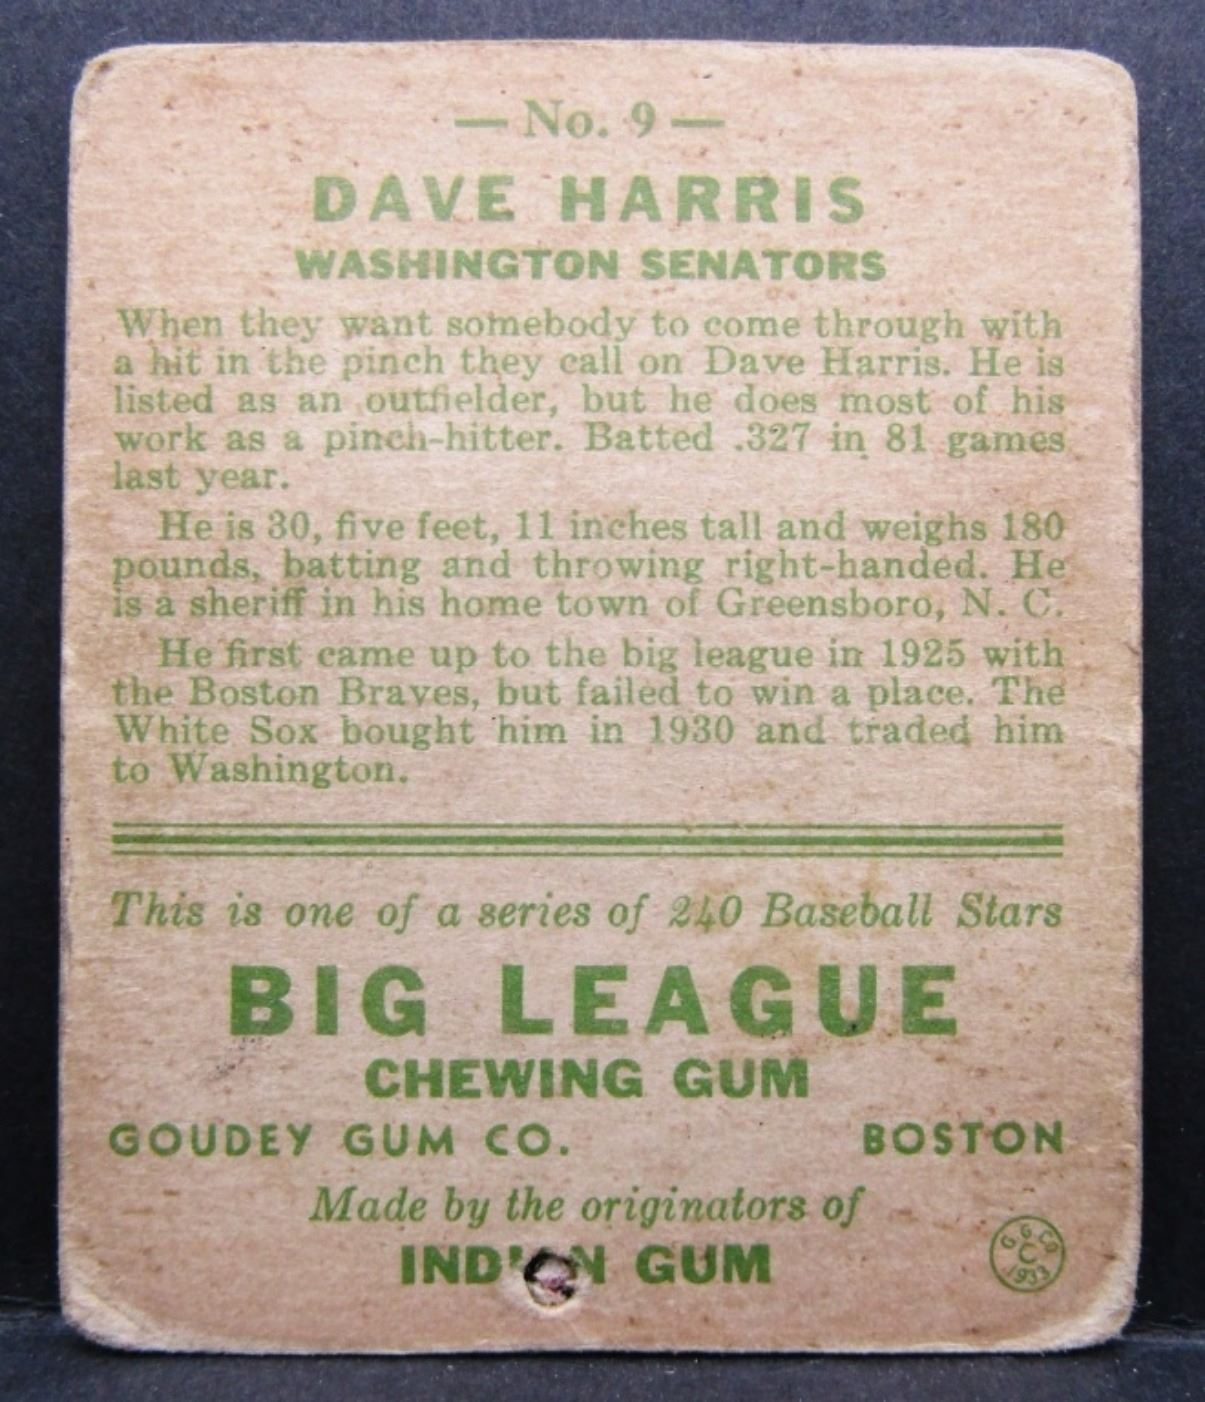 — No. 9 —
DAVE HARRIS
WASHINGTON SENATORS
When they want somebody to come through with
a hit in the pinch they call on Dave Harris. He is
listed as an outfielder, but he does most of his
work as a pinch-hitter. Batted .327 in 81 games
last year.
He is 30, five feet, 11 inches tall and weighs 180
pounds, batting and throwing right-handed. He
is a sheriff in his home town of Greensboro, N. C.
He first came up to the big league in 1925 with
the Boston Braves, but failed to win a place. The
White Sox bought him in 1930 and traded him
to Washington.
This is one of a series of 240 Baseball Stars
BIG LEAGUE
CHEWING GUM
GOUDEY GUM CO. BOSTON
Made by the originators of
GUM
G. G. Co.
C
1933